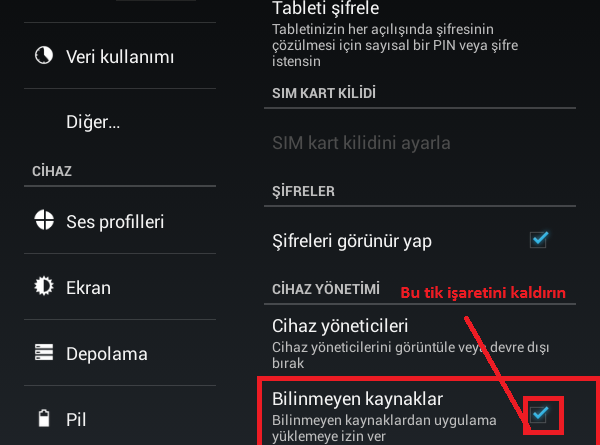 Veri kullanımı
Diğer...
CİHAZ
Ses profilleri
Ekran
Depolama
Pil
Tableti şifrele
Tabletinizin her açılışında şifresinin
çözülmesi için sayısal bir PIN veya şifre
istensin
SIM KART KİLİDİ
SIM kart kilidini ayarla
ŞİFRELER
Şifreleri görünür yap
CİHAZ YÖNETİMİ
Bu tik işaretini kaldırın
Cihaz yöneticileri
Cihaz yöneticilerini görüntüle veya devre dışı
bırak
Bilinmeyen kaynaklar
Bilinmeyen kaynaklardan uygulama
yüklemeye izin ver